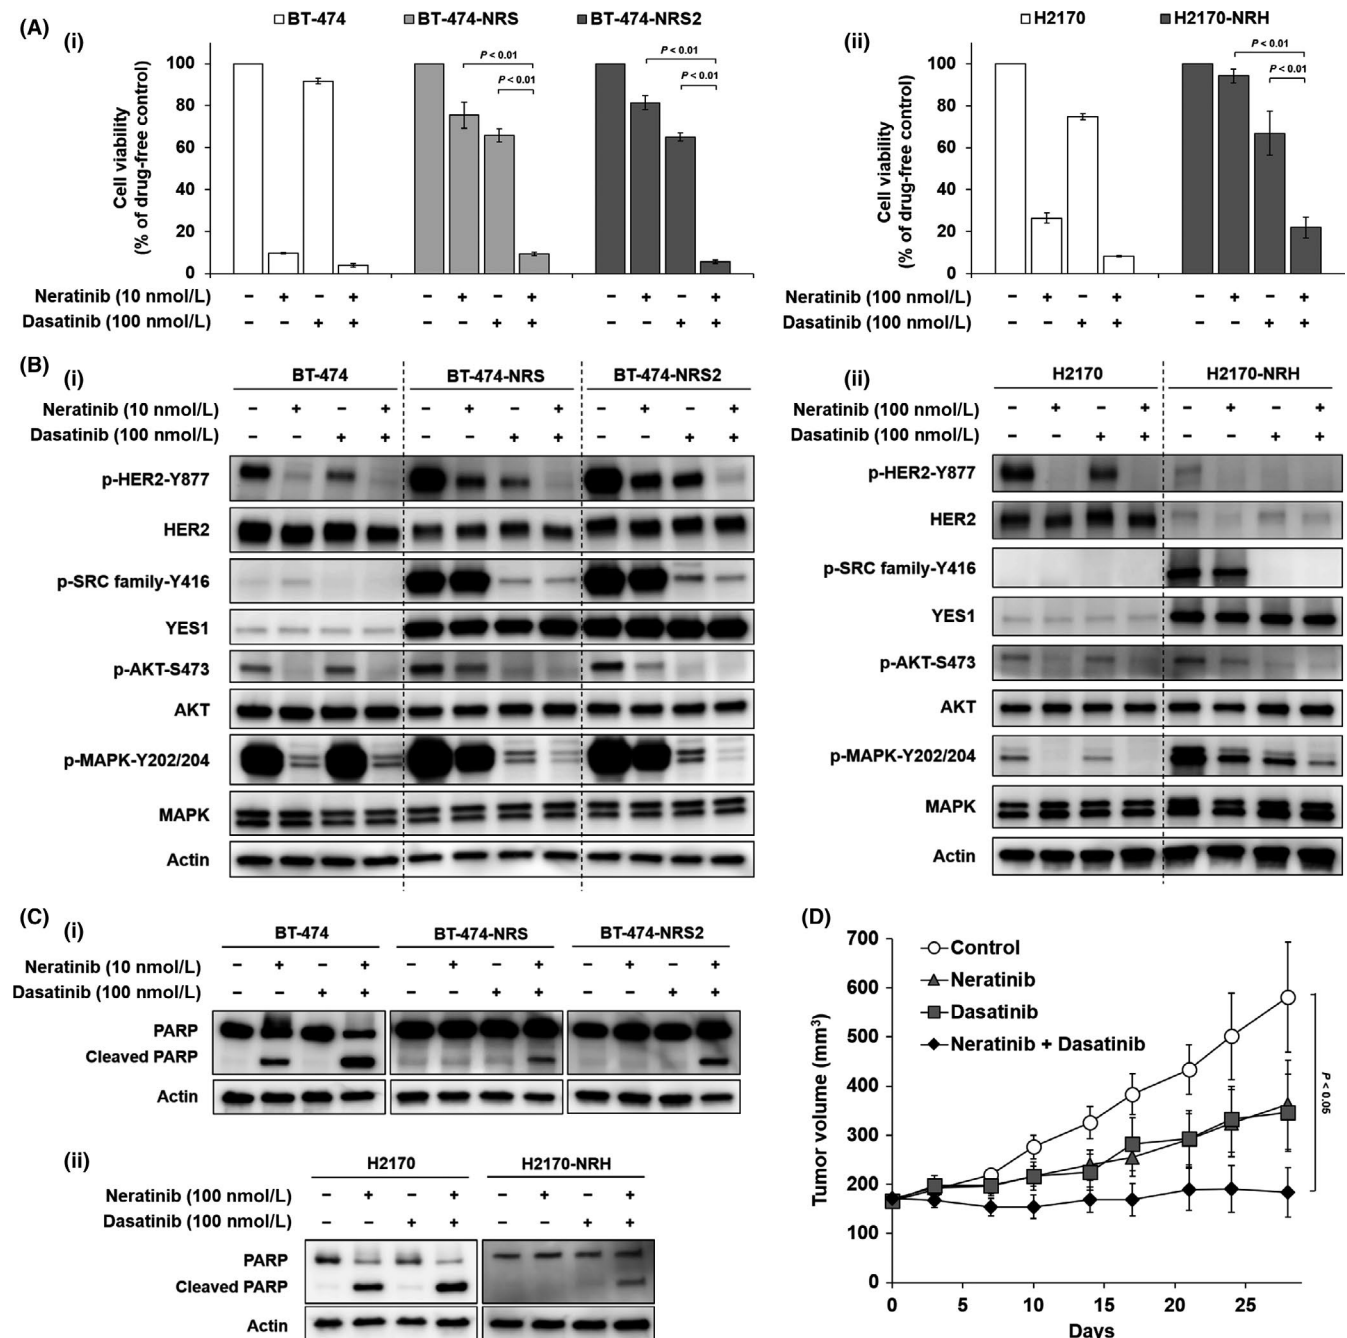 (A)
(i)
BT-474 BT-474-NRS BT-474-NRS2
Cell viability
(% of drug-free control)
100
80
60
40
20
0
P < 0.01
P < 0.01
P < 0.01
P < 0.01
Neratinib (10 nmol/L) – + – + – + – + – + – +
Dasatinib (100 nmol/L) – – + + – – + + – – + +
(ii)
H2170 H2170-NRH
Cell viability
(% of drug-free control)
100
80
60
40
20
0
P < 0.01
P < 0.01
Neratinib (100 nmol/L) – + – + – + – +
Dasatinib (100 nmol/L) – – + + – – + +
(B)
(i)
BT-474 BT-474-NRS BT-474-NRS2
Neratinib (10 nmol/L) – + – + – + – + – + – +
Dasatinib (100 nmol/L) – – + + – – + + – – + +
p-HER2-Y877
HER2
p-SRC family-Y416
YES1
p-AKT-S473
AKT
p-MAPK-Y202/204
MAPK
Actin
(ii)
H2170 H2170-NRH
Neratinib (100 nmol/L) – + – + – + – +
Dasatinib (100 nmol/L) – – + + – – + +
p-HER2-Y877
HER2
p-SRC family-Y416
YES1
p-AKT-S473
AKT
p-MAPK-Y202/204
MAPK
Actin
(C)
(i)
BT-474 BT-474-NRS BT-474-NRS2
Neratinib (10 nmol/L) – + – + – + – + – + – +
Dasatinib (100 nmol/L) – – + + – – + + – – + +
PARP
Cleaved PARP
Actin
(ii)
H2170 H2170-NRH
Neratinib (100 nmol/L) – + – + – + – +
Dasatinib (100 nmol/L) – – + + – – + +
PARP
Cleaved PARP
Actin
(D)
Tumor volume (mm³)
700
600
500
400
300
200
100
0
Control
Neratinib
Dasatinib
Neratinib + Dasatinib
P < 0.05
0 5 10 15 20 25
Days